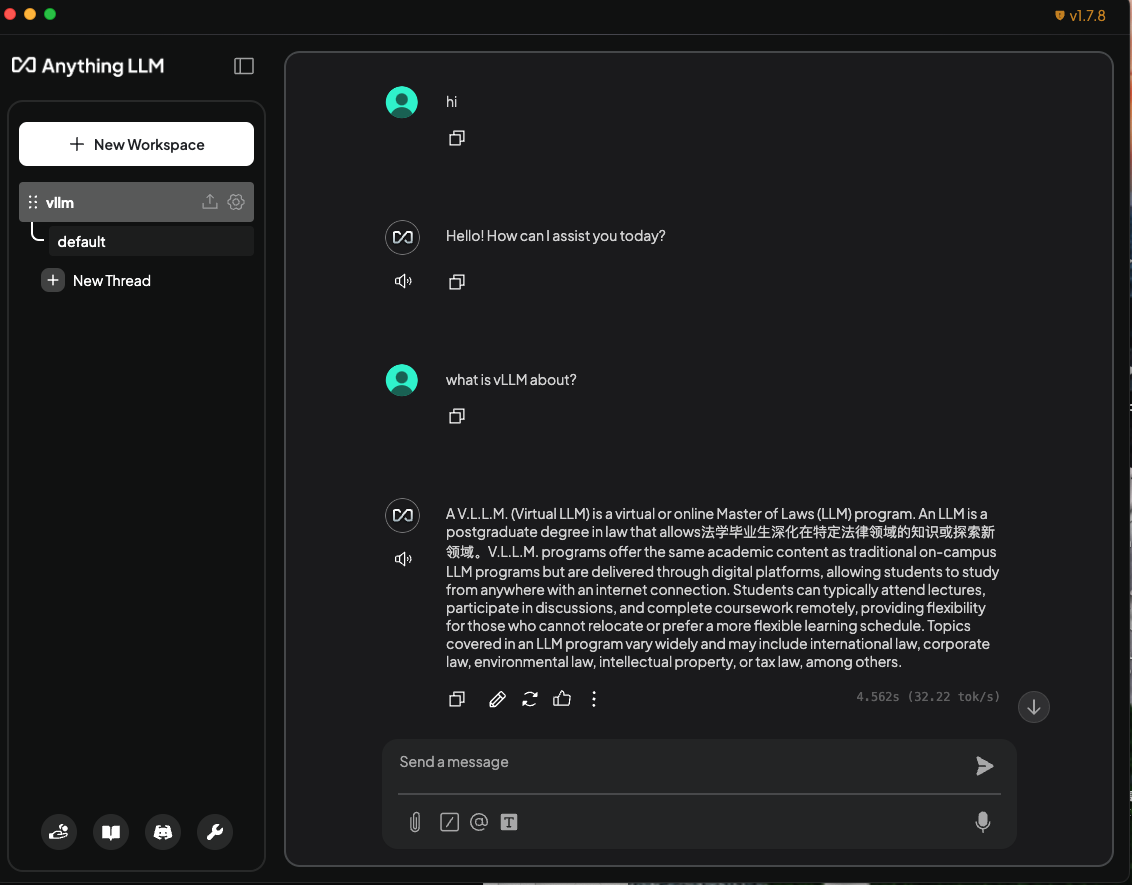 v1.7.8
Anything LLM
New Workspace
vllm
default
New Thread
hi
Hello! How can I assist you today?
what is vLLM about?
A V.L.L.M. (Virtual LLM) is a virtual or online Master of Laws (LLM) program. An LLM is a
postgraduate degree in law that allows法学毕业生深化在特定法律领域的知识或探索新
领域。V.L.L.M. programs offer the same academic content as traditional on-campus
LLM programs but are delivered through digital platforms, allowing students to study
from anywhere with an internet connection. Students can typically attend lectures,
participate in discussions, and complete coursework remotely, providing flexibility
for those who cannot relocate or prefer a more flexible learning schedule. Topics
covered in an LLM program vary widely and may include international law, corporate
law, environmental law, intellectual property, or tax law, among others.
4.562s (32.22 tok/s)
Send a message